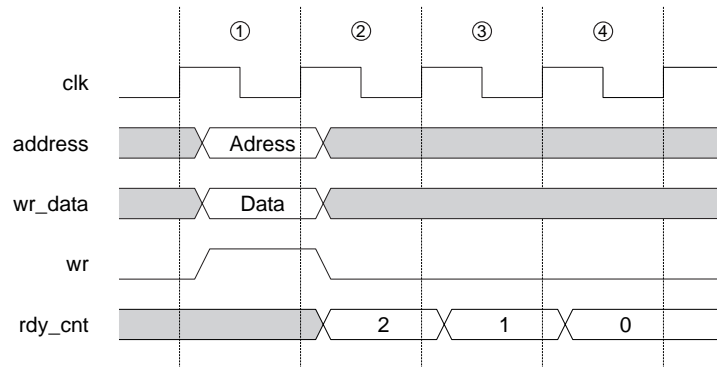 ① ② ③ ④
clk
address Adress
wr_data Data
wr
rdy_cnt 2 1 0